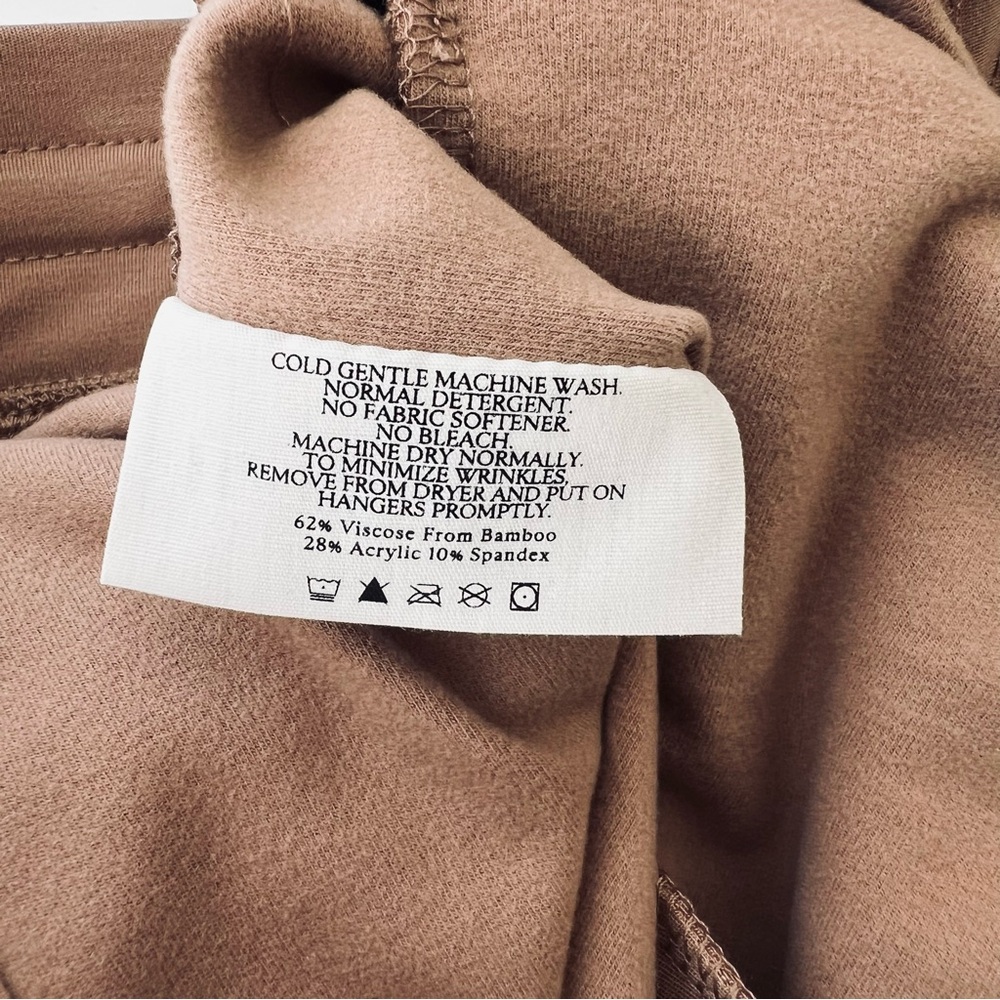 COLD GENTLE MACHINE WASH.
NORMAL DETERGENT.
NO FABRIC SOFTENER.
NO BLEACH.
MACHINE DRY NORMALLY.
TO MINIMIZE WRINKLES,
REMOVE FROM DRYER AND PUT ON
HANGERS PROMPTLY.
62% Viscose From Bamboo
28% Acrylic 10% Spandex